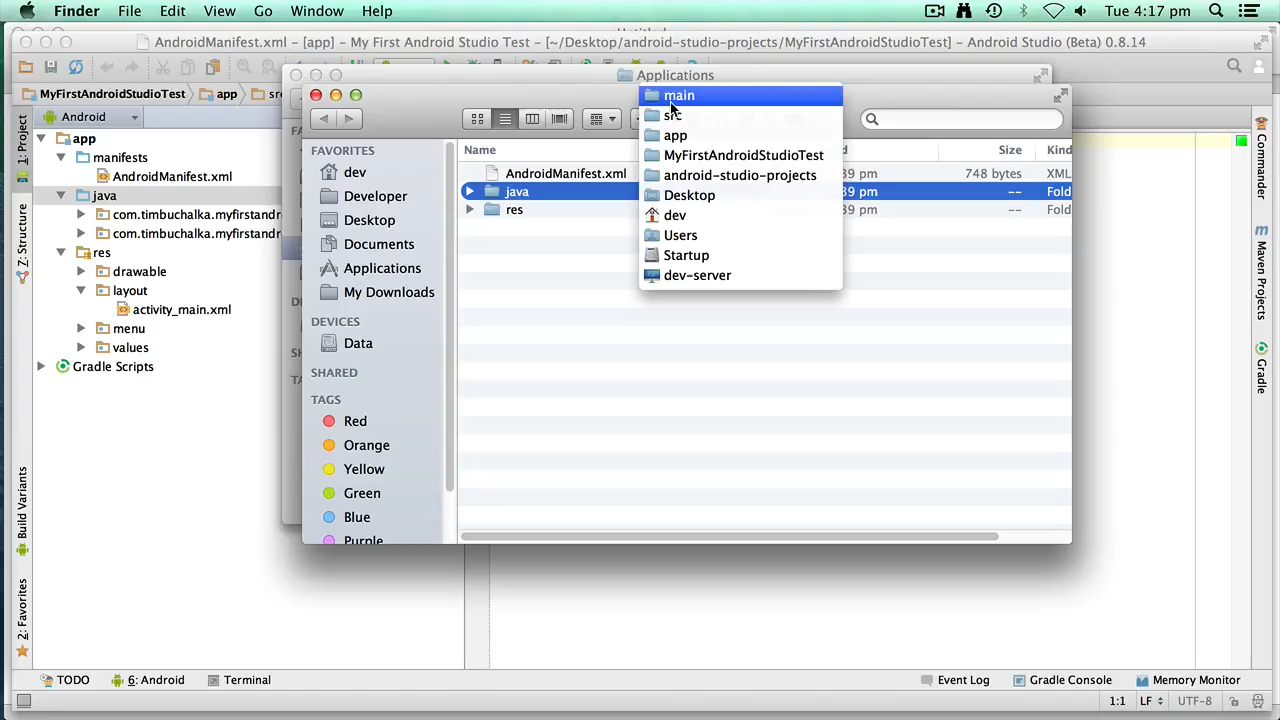 Finder File Edit View Go Window Help Tue 4:17 pm
AndroidManifest.xml - [app] - My First Android Studio Test - [~/Desktop/android-studio-projects/MyFirstAndroidStudioTest] - Android Studio (Beta) 0.8.14
Applications
MyFirstAndroidStudioTest app
Android
1: Project
Z: Structure
Build Variants
2: Favorites
app
manifests
AndroidManifest.xml
java
com.timbuchalka.myfirstandr
com.timbuchalka.myfirstandr
res
drawable
layout
activity_main.xml
menu
values
Gradle Scripts
FAVORITES
dev
Developer
Desktop
Documents
Applications
My Downloads
DEVICES
Data
SHARED
TAGS
Red
Orange
Yellow
Green
Blue
Purple
main
src
app
MyFirstAndroidStudioTest
android-studio-projects
Desktop
dev
Users
Startup
dev-server
Name Size Kind
AndroidManifest.xml 39 pm 748 bytes XML
java 39 pm -- Fold
res 39 pm -- Fold
Commander
Maven Projects
Gradle
TODO 6: Android Terminal Event Log Gradle Console Memory Monitor
1:1 LF UTF-8